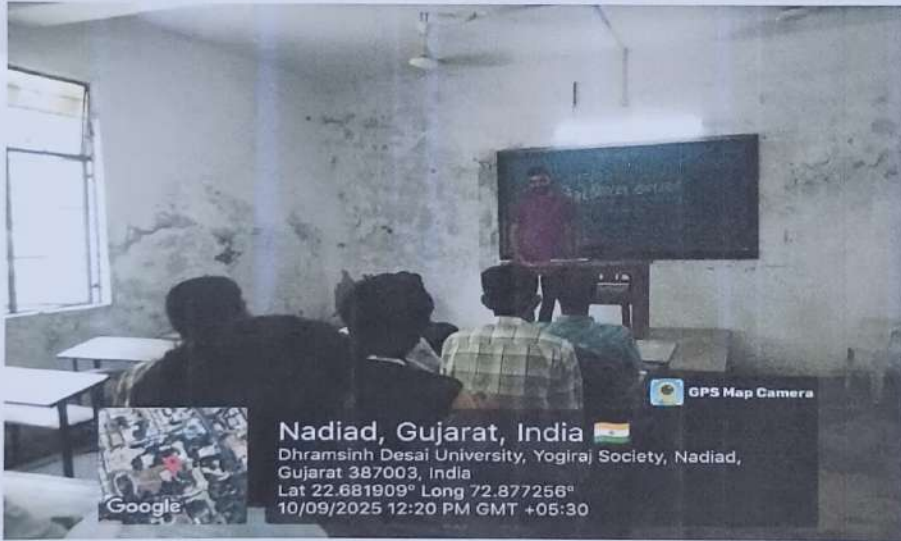 GPS Map Camera
Nadiad, Gujarat, India
Dhramsinh Desai University, Yogiraj Society, Nadiad,
Gujarat 387003, India
Lat 22.681909° Long 72.877256°
10/09/2025 12:20 PM GMT +05:30
Google